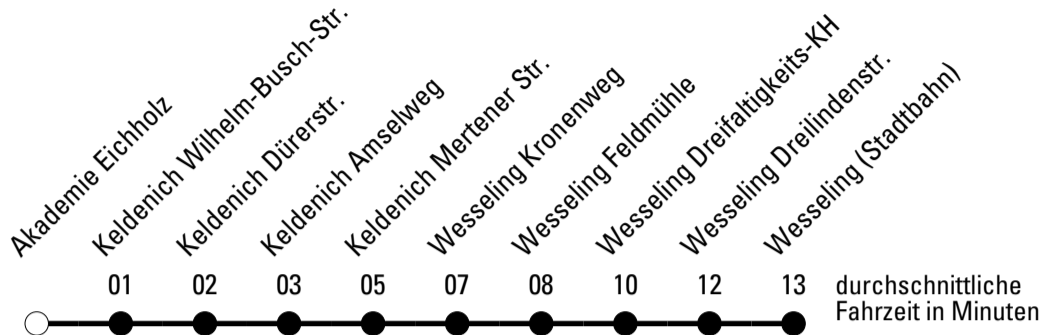 Akademie Eichholz
Keldenich Wilhelm-Busch-Str.
Keldenich Dürerstr.
Keldenich Amselweg
Keldenich Mertener Str.
Wesseling Kronenweg
Wesseling Feldmühle
Wesseling Dreifaltigkeits-KH
Wesseling Dreilindenstr.
Wesseling (Stadtbahn)
01 02 03 05 07 08 10 12 13
durchschnittliche
Fahrzeit in Minuten